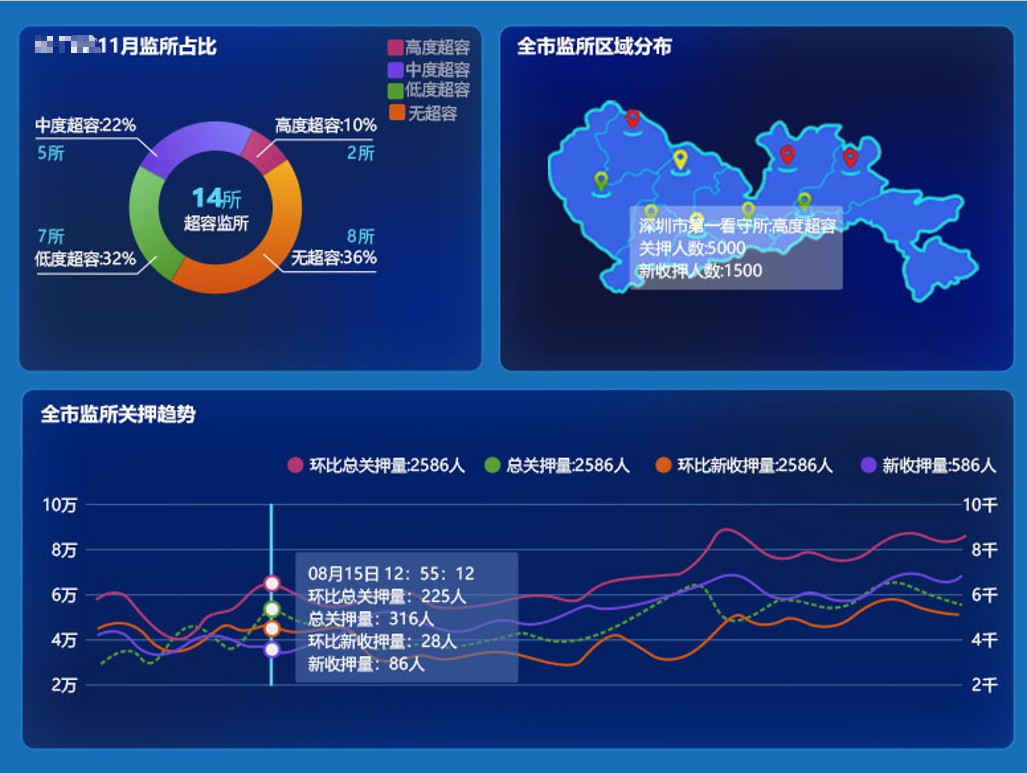 11月监所占比
高度超容
中度超容
低度超容
无超容
中度超容:22%
5所
高度超容:10%
2所
14所
超容监所
7所
低度超容:32%
8所
无超容:36%
全市监所区域分布
深圳市第一看守所:高度超容
关押人数:5000
新收押人数:1500
全市监所关押趋势
环比总关押量:2586人
总关押量:2586人
环比新收押量:2586人
新收押量:586人
10万
8万
6万
4万
2万
08月15日 12：55：12
环比总关押量：225人
总关押量：316人
环比新收押量：28人
新收押量：86人
10千
8千
6千
4千
2千